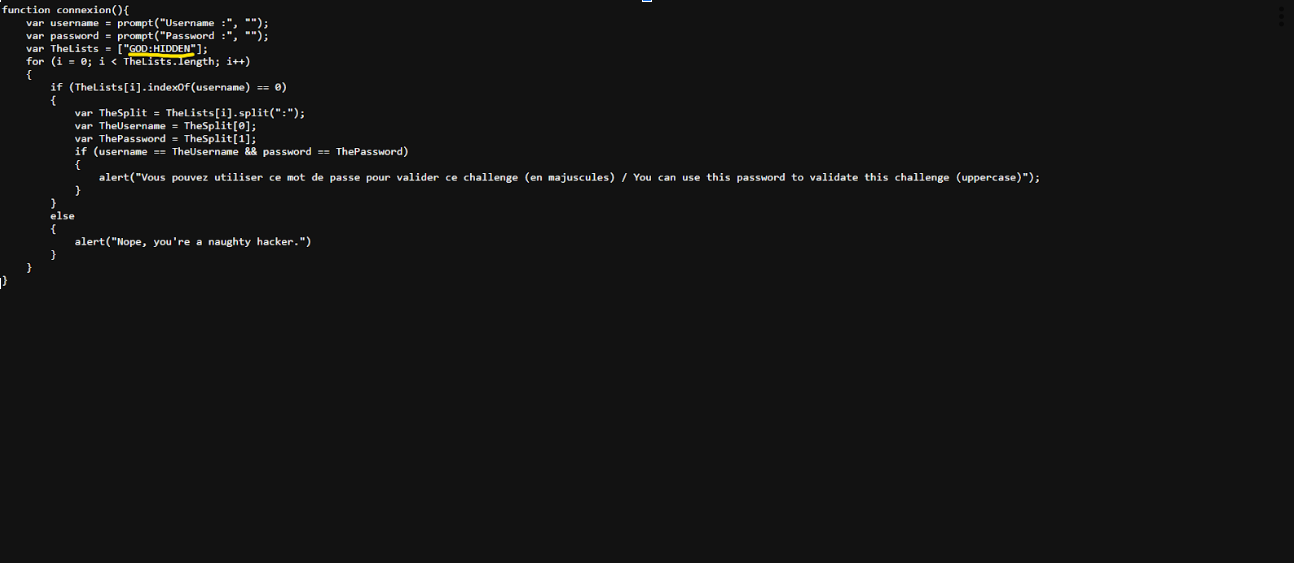 function connexion(){
    var username = prompt("Username :", "");
    var password = prompt("Password :", "");
    var TheLists = ["GOD:HIDDEN"];
    for (i = 0; i < TheLists.length; i++)
    {
        if (TheLists[i].indexOf(username) == 0)
        {
            var TheSplit = TheLists[i].split(":");
            var TheUsername = TheSplit[0];
            var ThePassword = TheSplit[1];
            if (username == TheUsername && password == ThePassword)
            {
                alert("Vous pouvez utiliser ce mot de passe pour valider ce challenge (en majuscules) / You can use this password to validate this challenge (uppercase)");
            }
        }
        else
        {
            alert("Nope, you're a naughty hacker.")
        }
    }
}